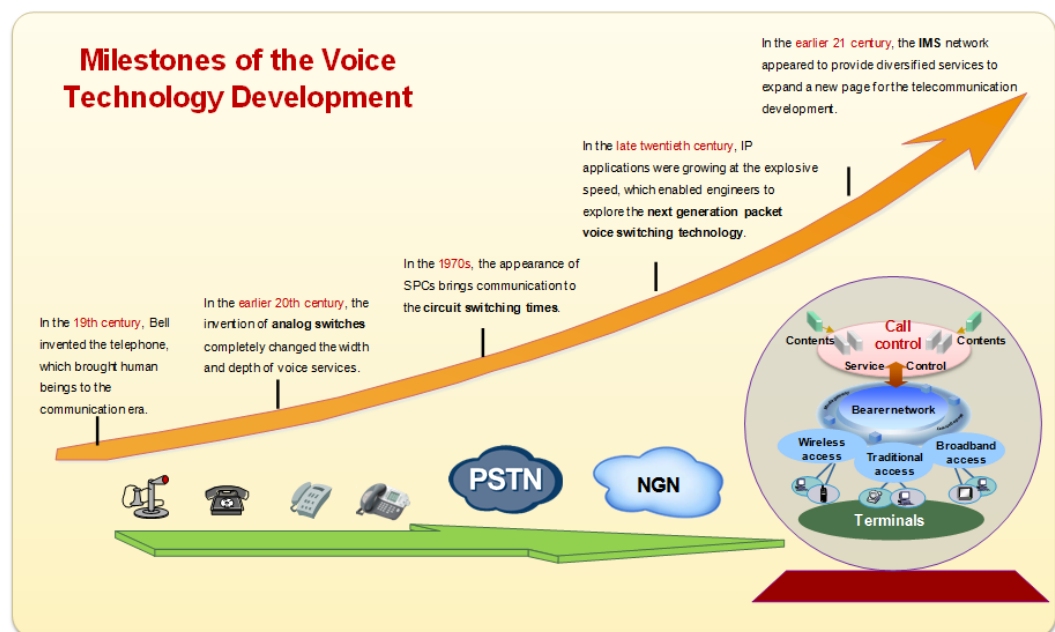 Milestones of the Voice
Technology Development
In the earlier 21 century, the IMS network
appeared to provide diversified services to
expand a new page for the telecommunication
development.
In the late twentieth century, IP
applications were growing at the explosive
speed, which enabled engineers to
explore the next generation packet
voice switching technology.
In the 1970s, the appearance of
SPCs brings communication to
the circuit switching times.
In the earlier 20th century, the
invention of analog switches
completely changed the width
and depth of voice services.
In the 19th century, Bell
invented the telephone,
which brought human
beings to the
communication era.
PSTN
NGN
Call
control
Contents
Contents
Service Control
Bearer network
Wireless
access
Traditional
access
Broadband
access
Terminals